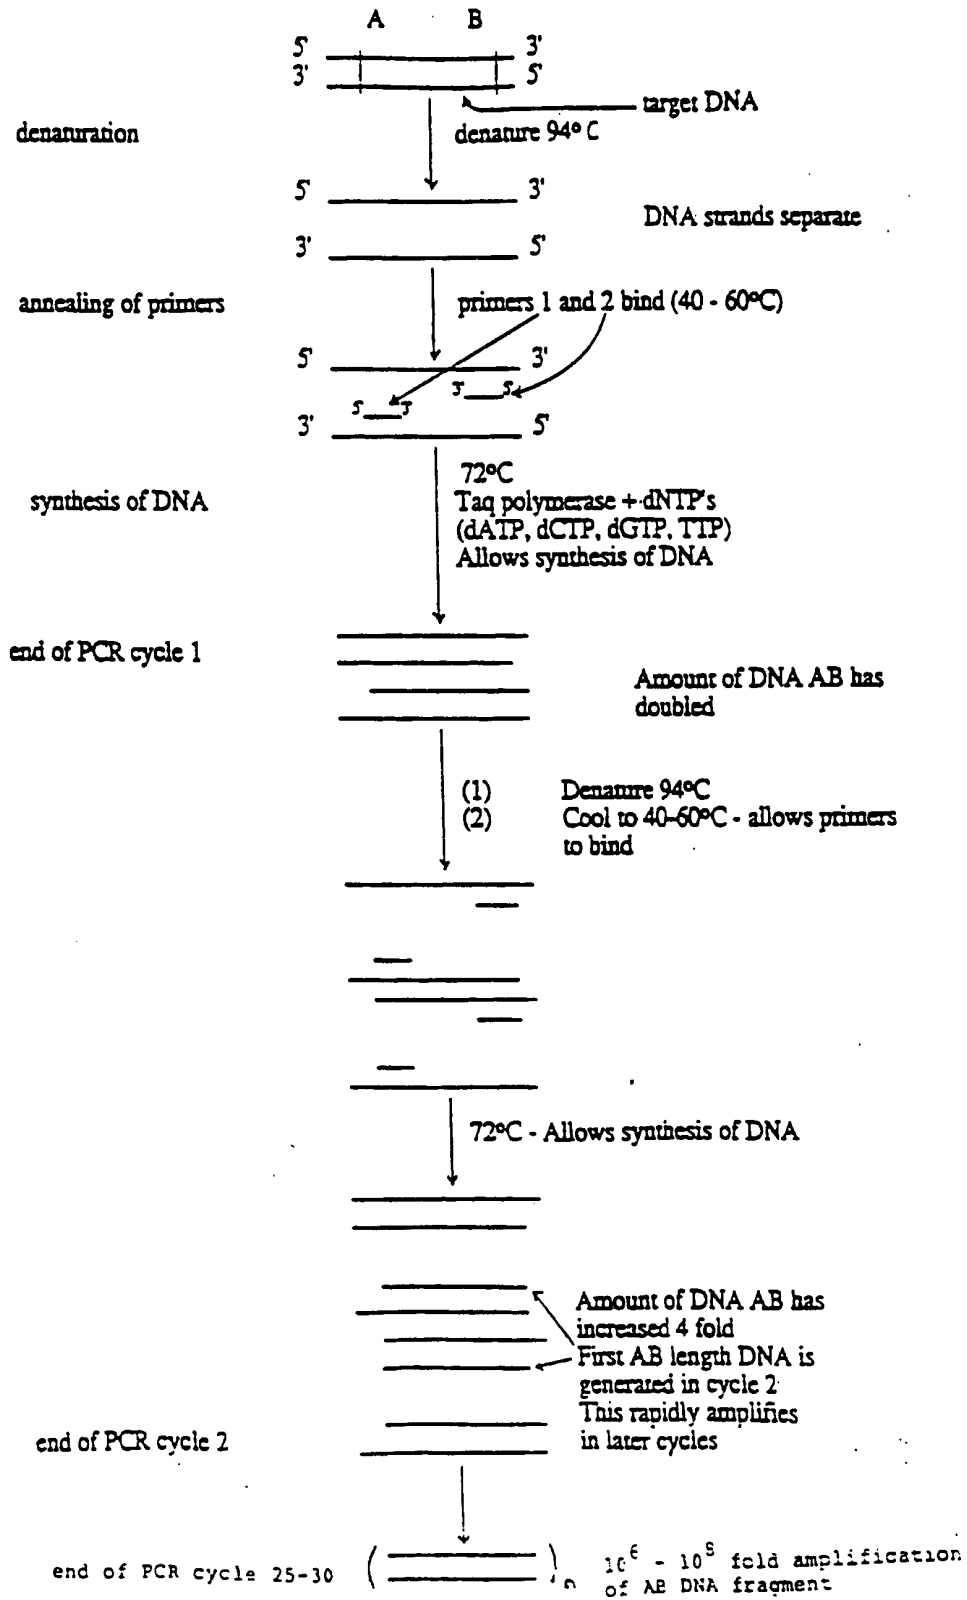 A B
5' 3'
3' 5'
target DNA
denaturation
denature 94°C
5' 3'
DNA strands separate
3' 5'
annealing of primers
primers 1 and 2 bind (40 - 60°C)
5' 3'
3' 5'
5' 3'
3' 5'
72°C
synthesis of DNA
Taq polymerase + dNTP's
(dATP, dCTP, dGTP, TTP)
Allows synthesis of DNA
end of PCR cycle 1
Amount of DNA AB has
doubled
(1) Denature 94°C
(2) Cool to 40-60°C - allows primers
to bind
72°C - Allows synthesis of DNA
Amount of DNA AB has
increased 4 fold
First AB length DNA is
generated in cycle 2
This rapidly amplifies
in later cycles
end of PCR cycle 2
end of PCR cycle 25-30 ( )n
10^6 - 10^8 fold amplification
of AB DNA fragment